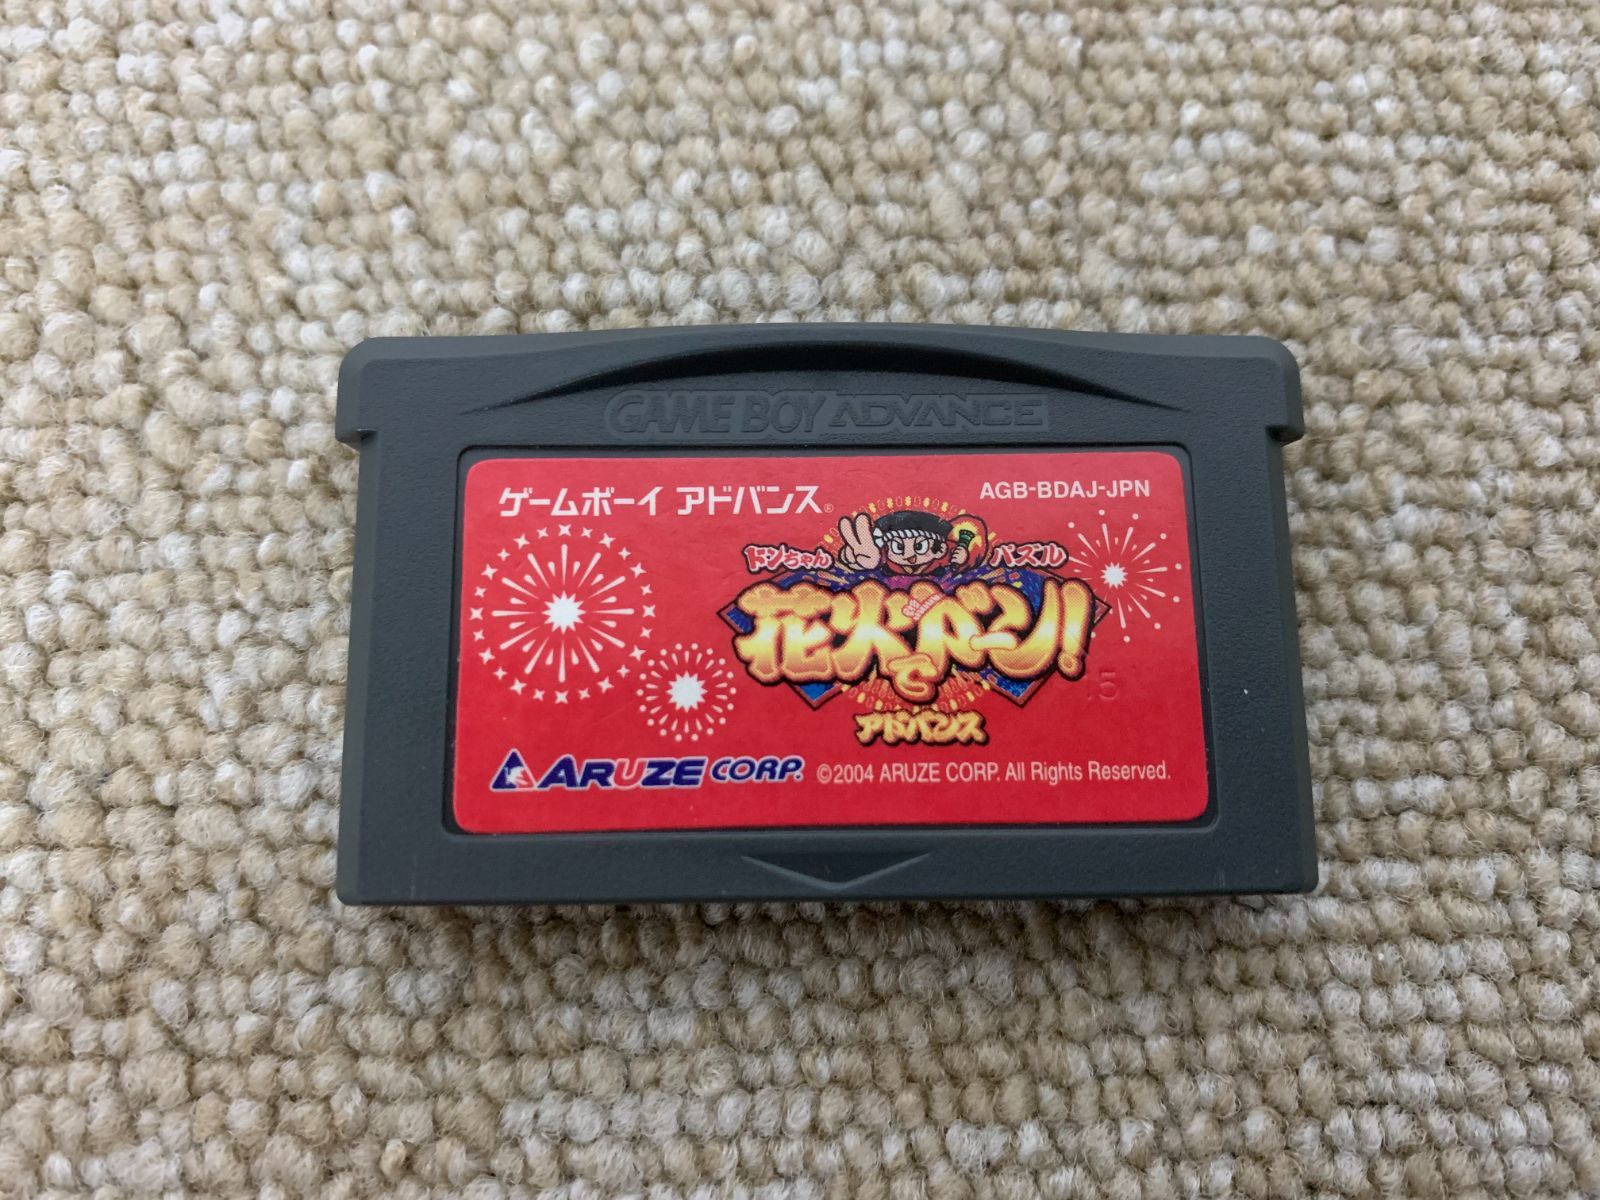 GAME BOY ADVANCE
ゲームボーイ アドバンス®
AGB-BDAJ-JPN
ドンちゃん パズル
花火でドーン!
アドバンス
15
ARUZE CORP. ©2004 ARUZE CORP. All Rights Reserved.